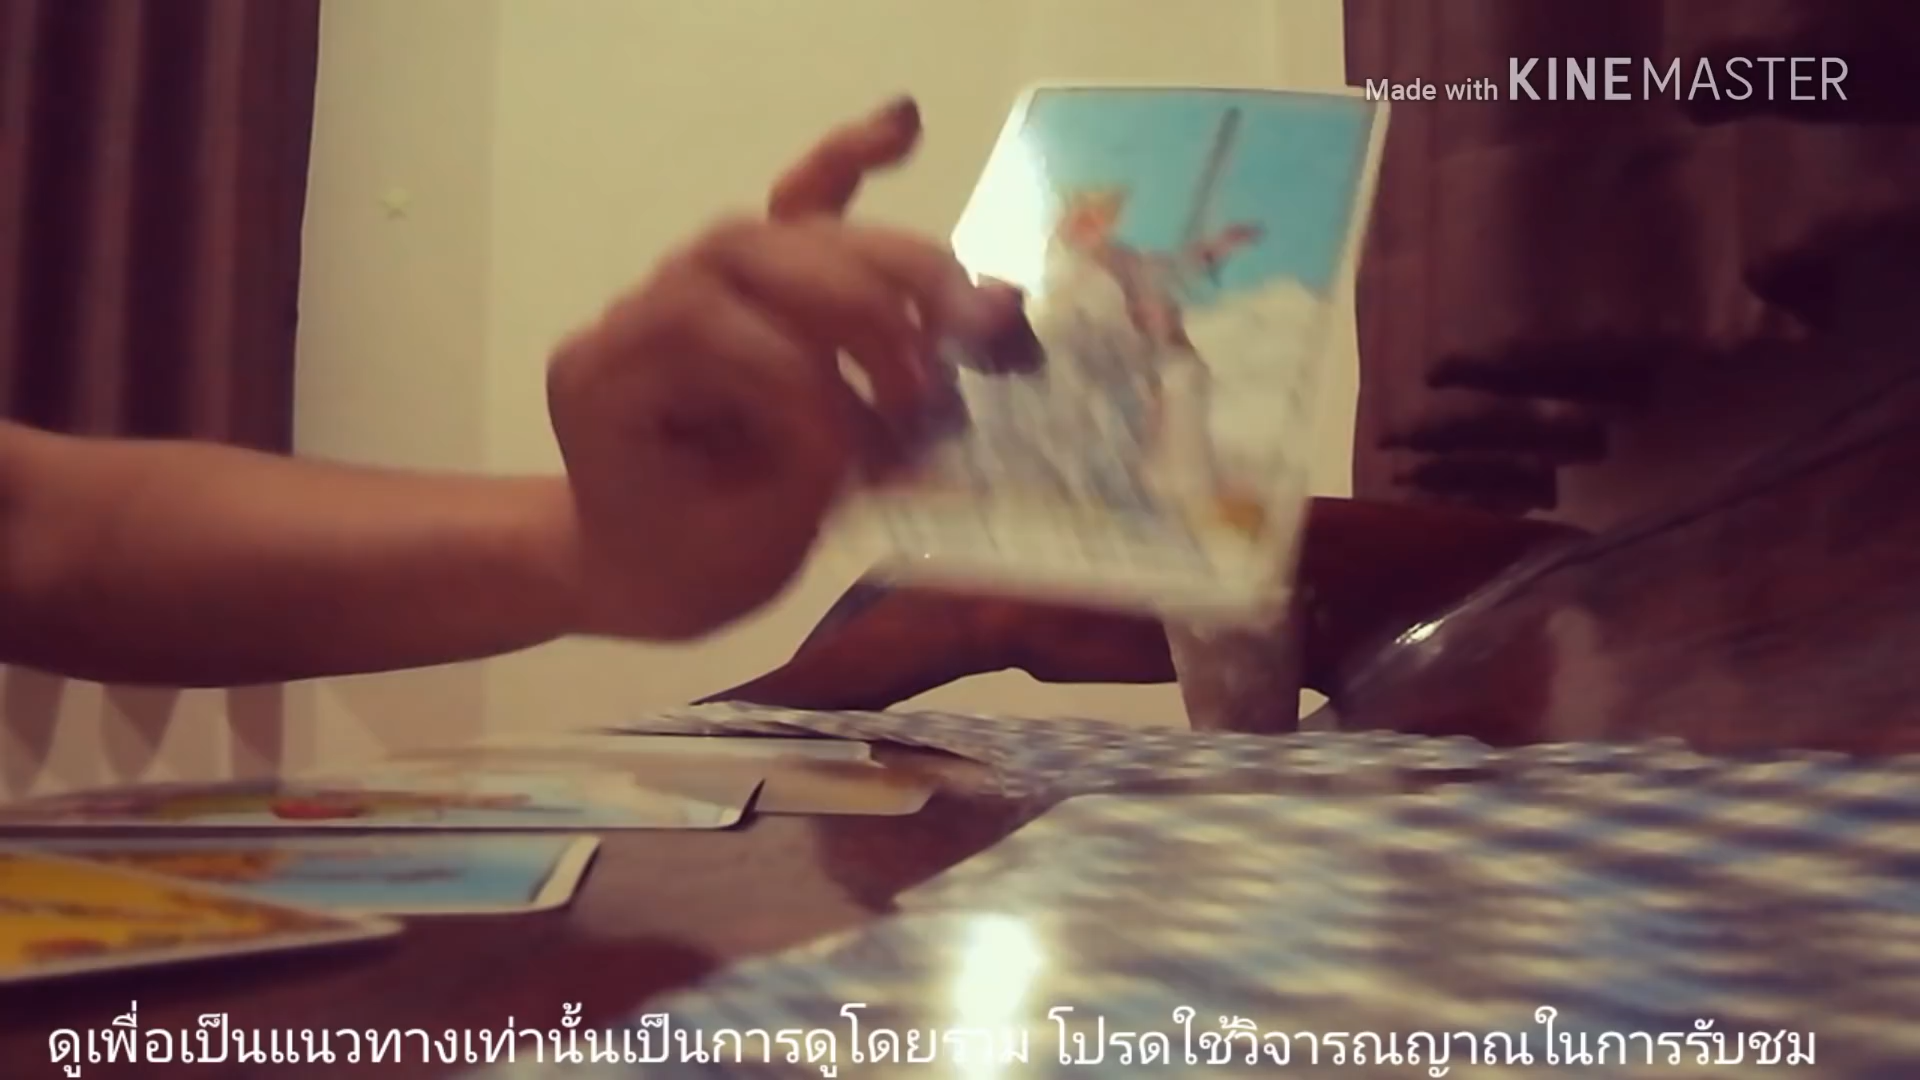 Made with KINEMASTER
ดูเพื่อเป็นแนวทางเท่านั้นเป็นการดูโดยรวม โปรดใช้วิจารณญาณในการรับชม